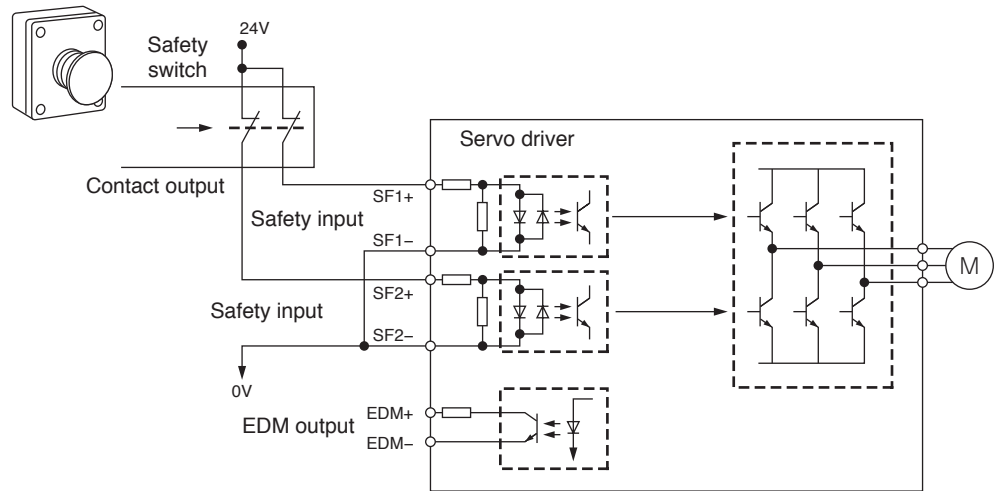 24V
Safety
switch
Servo driver
Contact output
SF1+
Safety input
SF1−
M
SF2+
Safety input
SF2−
0V
EDM+
EDM output
EDM−